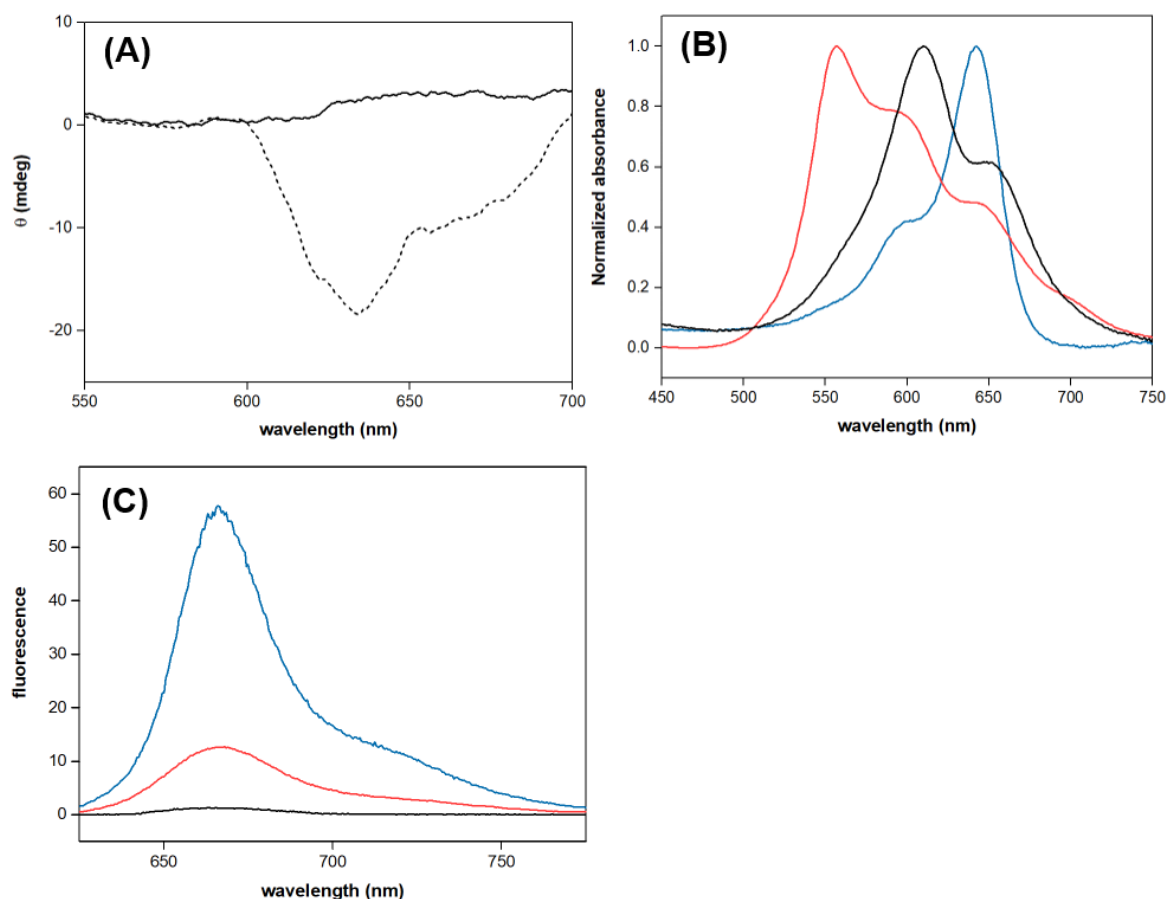 (A)
10
0
-10
-20
θ (mdeg)
550 600 650 700
wavelength (nm)
(B)
1.0
0.8
0.6
0.4
0.2
0.0
Normalized absorbance
450 500 550 600 650 700 750
wavelength (nm)
(C)
60
50
40
30
20
10
0
fluorescence
650 700 750
wavelength (nm)